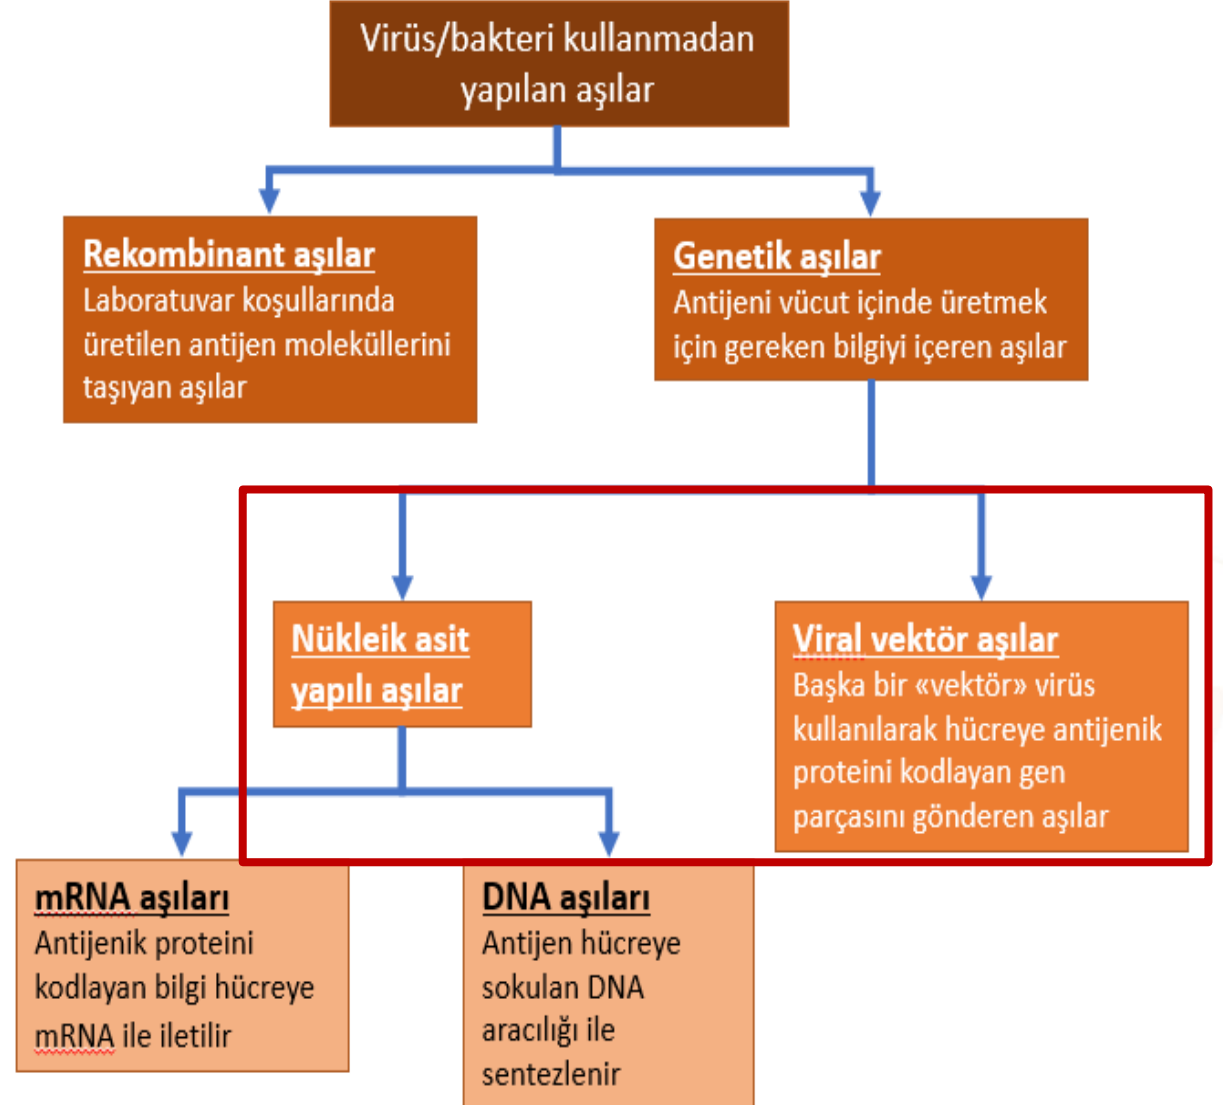 Virüs/bakteri kullanmadan
yapılan aşılar
Rekombinant aşılar
Laboratuvar koşullarında
üretilen antijen moleküllerini
taşıyan aşılar
Genetik aşılar
Antijeni vücut içinde üretmek
için gereken bilgiyi içeren aşılar
Nükleik asit
yapılı aşılar
Viral vektör aşılar
Başka bir «vektör» virüs
kullanılarak hücreye antijenik
proteini kodlayan gen
parçasını gönderen aşılar
mRNA aşıları
Antijenik proteini
kodlayan bilgi hücreye
mRNA ile iletilir
DNA aşıları
Antijen hücreye
sokulan DNA
aracılığı ile
sentezlenir